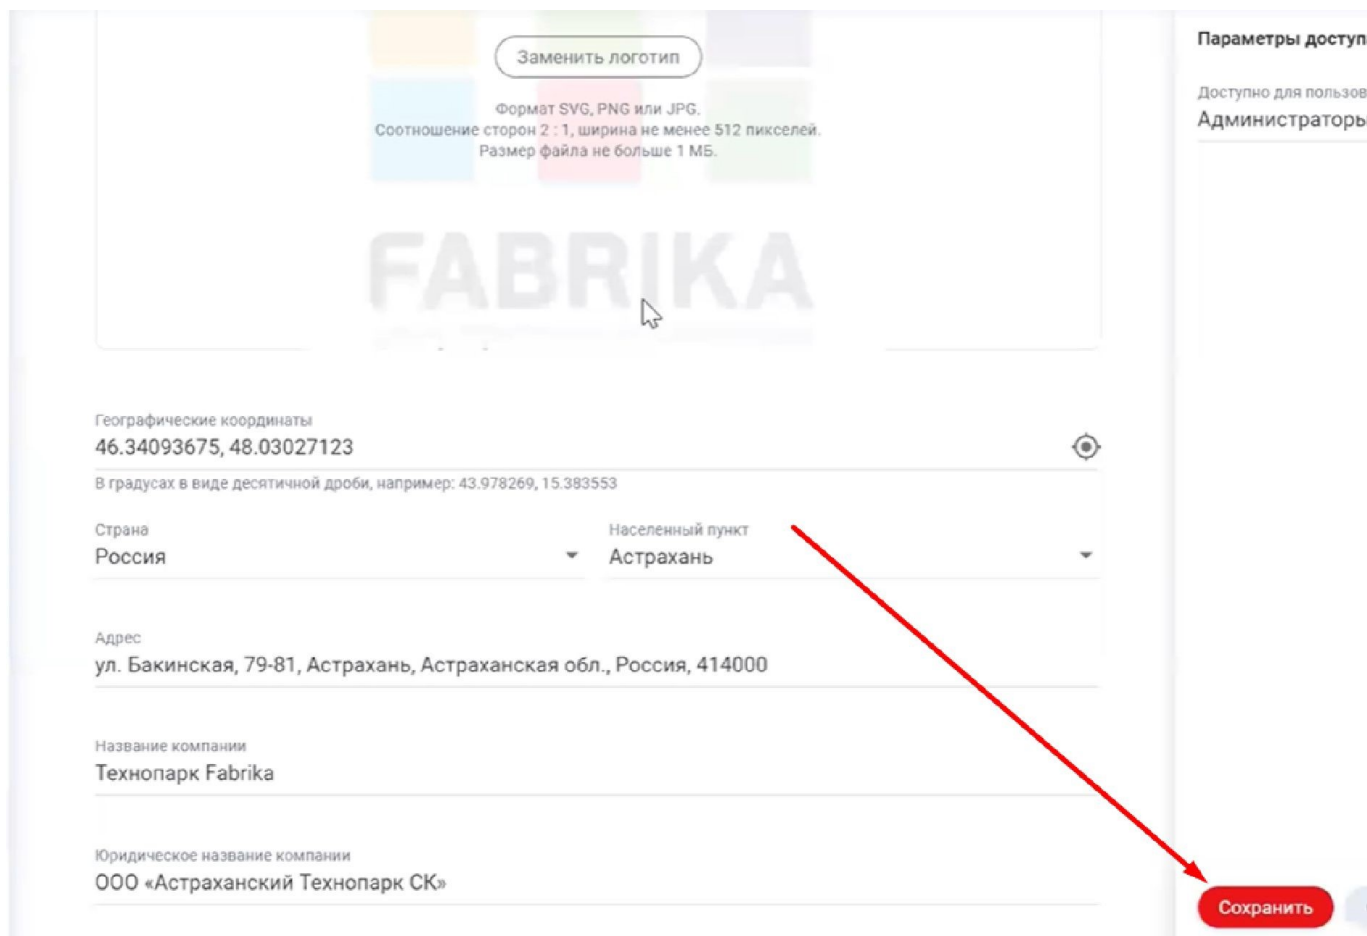 Заменить логотип
Формат SVG, PNG или JPG.
Соотношение сторон 2 : 1, ширина не менее 512 пикселей.
Размер файла не больше 1 МБ.
FABRIKA
Географические координаты
46.34093675, 48.03027123
В градусах в виде десятичной дроби, например: 43.978269, 15.383553
Страна
Россия
Населенный пункт
Астрахань
Адрес
ул. Бакинская, 79-81, Астрахань, Астраханская обл., Россия, 414000
Название компании
Технопарк Fabrika
Юридическое название компании
ООО «Астраханский Технопарк СК»
Параметры доступ
Доступно для пользов
Администраторы
Сохранить